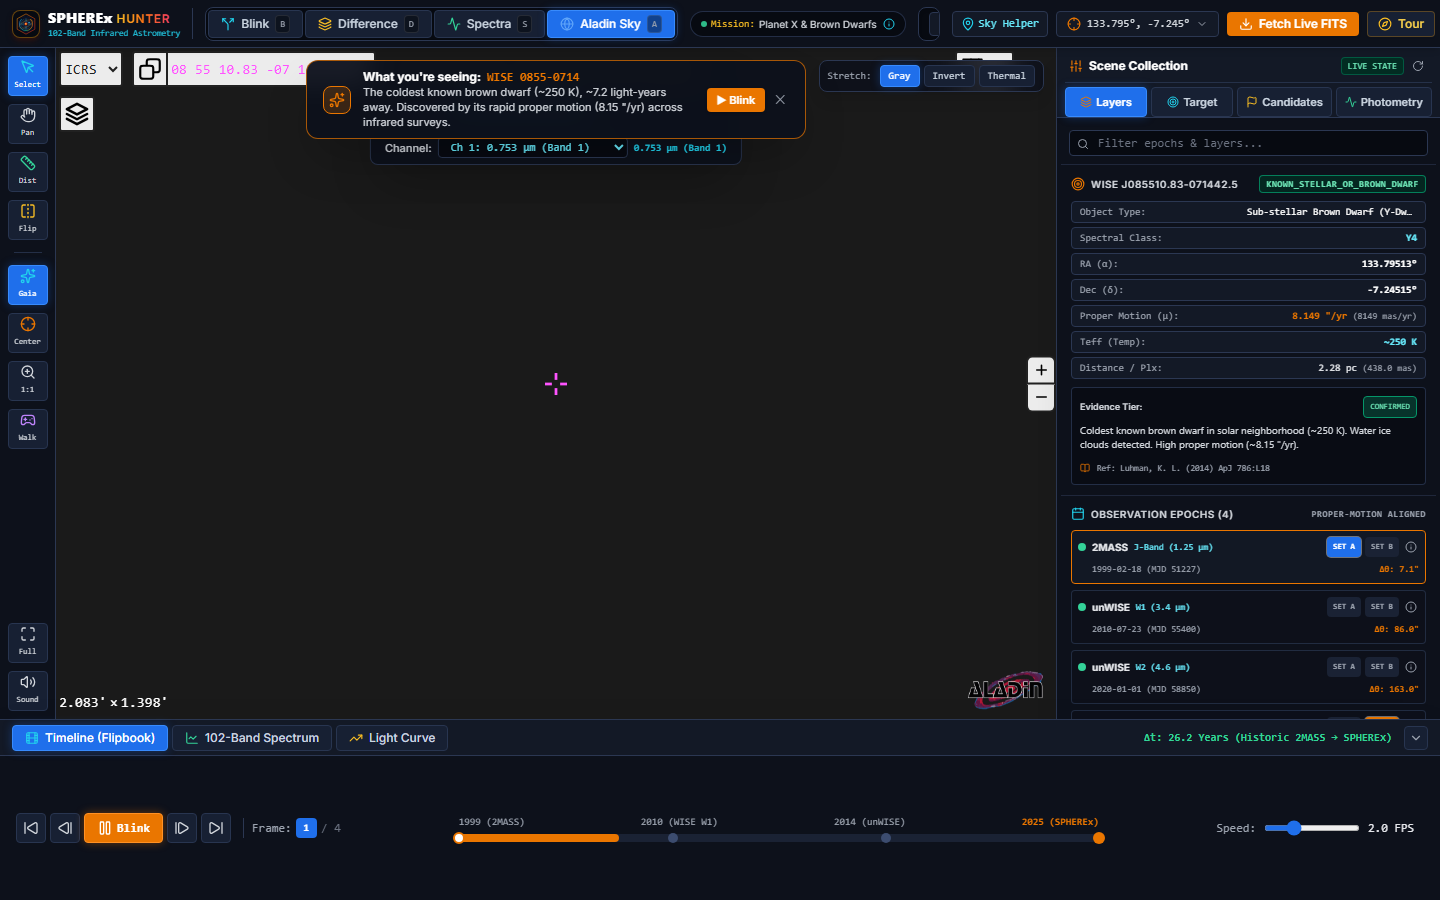 SPHEREx HUNTER
102-Band Infrared Astrometry
Blink B
Difference D
Spectra S
Aladin Sky A
Mission: Planet X & Brown Dwarfs
Sky Helper
133.795°, -7.245°
Fetch Live FITS
Tour
Select
Pan
Dist
Flip
Gaia
Center
1:1
Walk
Full
Sound
ICRS
08 55 10.83 -07 1
What you're seeing: WISE 0855-0714
The coldest known brown dwarf (~250 K), ~7.2 light-years
away. Discovered by its rapid proper motion (8.15 "/yr) across
infrared surveys.
Blink
Stretch: Gray Invert Thermal
Channel: Ch 1: 0.753 µm (Band 1) 0.753 µm (Band 1)
2.083' x 1.398'
ALADIN
Scene Collection
LIVE STATE
Layers
Target
Candidates
Photometry
Filter epochs & layers...
WISE J085510.83-071442.5 KNOWN_STELLAR_OR_BROWN_DWARF
Object Type: Sub-stellar Brown Dwarf (Y-Dw…
Spectral Class: Y4
RA (α): 133.79513°
Dec (δ): -7.24515°
Proper Motion (μ): 8.149 "/yr (8149 mas/yr)
Teff (Temp): ~250 K
Distance / Plx: 2.28 pc (438.0 mas)
Evidence Tier: CONFIRMED
Coldest known brown dwarf in solar neighborhood (~250 K). Water ice
clouds detected. High proper motion (~8.15 "/yr).
Ref: Luhman, K. L. (2014) ApJ 786:L18
OBSERVATION EPOCHS (4) PROPER-MOTION ALIGNED
2MASS J-Band (1.25 µm) SET A SET B
1999-02-18 (MJD 51227) Δθ: 7.1"
unWISE W1 (3.4 µm) SET A SET B
2010-07-23 (MJD 55400) Δθ: 86.0"
unWISE W2 (4.6 µm) SET A SET B
2020-01-01 (MJD 58850) Δθ: 163.0"
Timeline (Flipbook)
102-Band Spectrum
Light Curve
Δt: 26.2 Years (Historic 2MASS → SPHEREx)
Blink
Frame: 1 / 4
1999 (2MASS)
2010 (WISE W1)
2014 (unWISE)
2025 (SPHEREx)
Speed: 2.0 FPS